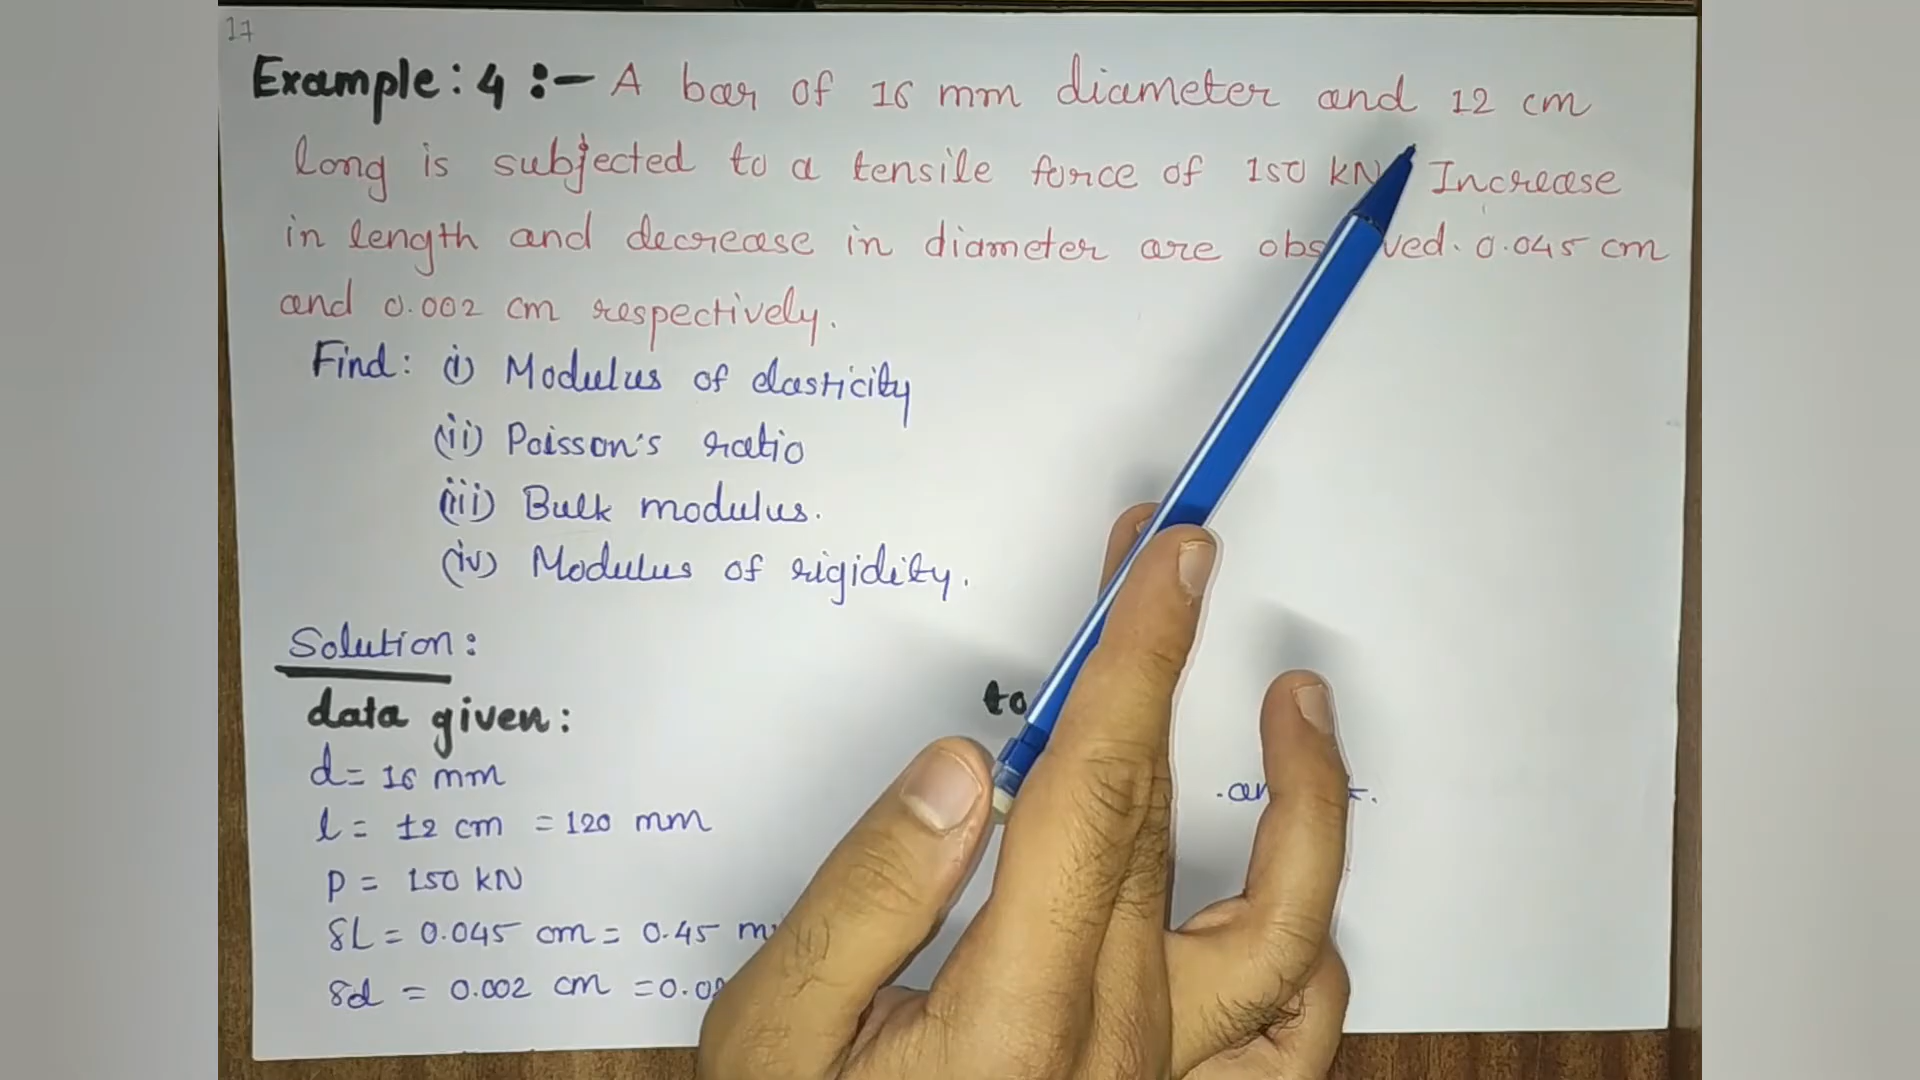 17
Example: 4 :- A bar of 16 mm diameter and 12 cm
long is subjected to a tensile force of 150 kN Increase
in length and decrease in diameter are 0.045 cm
and 0.002 cm respectively.
Find: (i) Modulus of elasticity
(ii) Poisson's ratio
(iii) Bulk modulus.
(iv) Modulus of rigidity.
Solution:
data given:
d = 16 mm
l = 12 cm = 120 mm
P = 150 kN
δL = 0.045 cm = 0.45
δd = 0.002 cm =